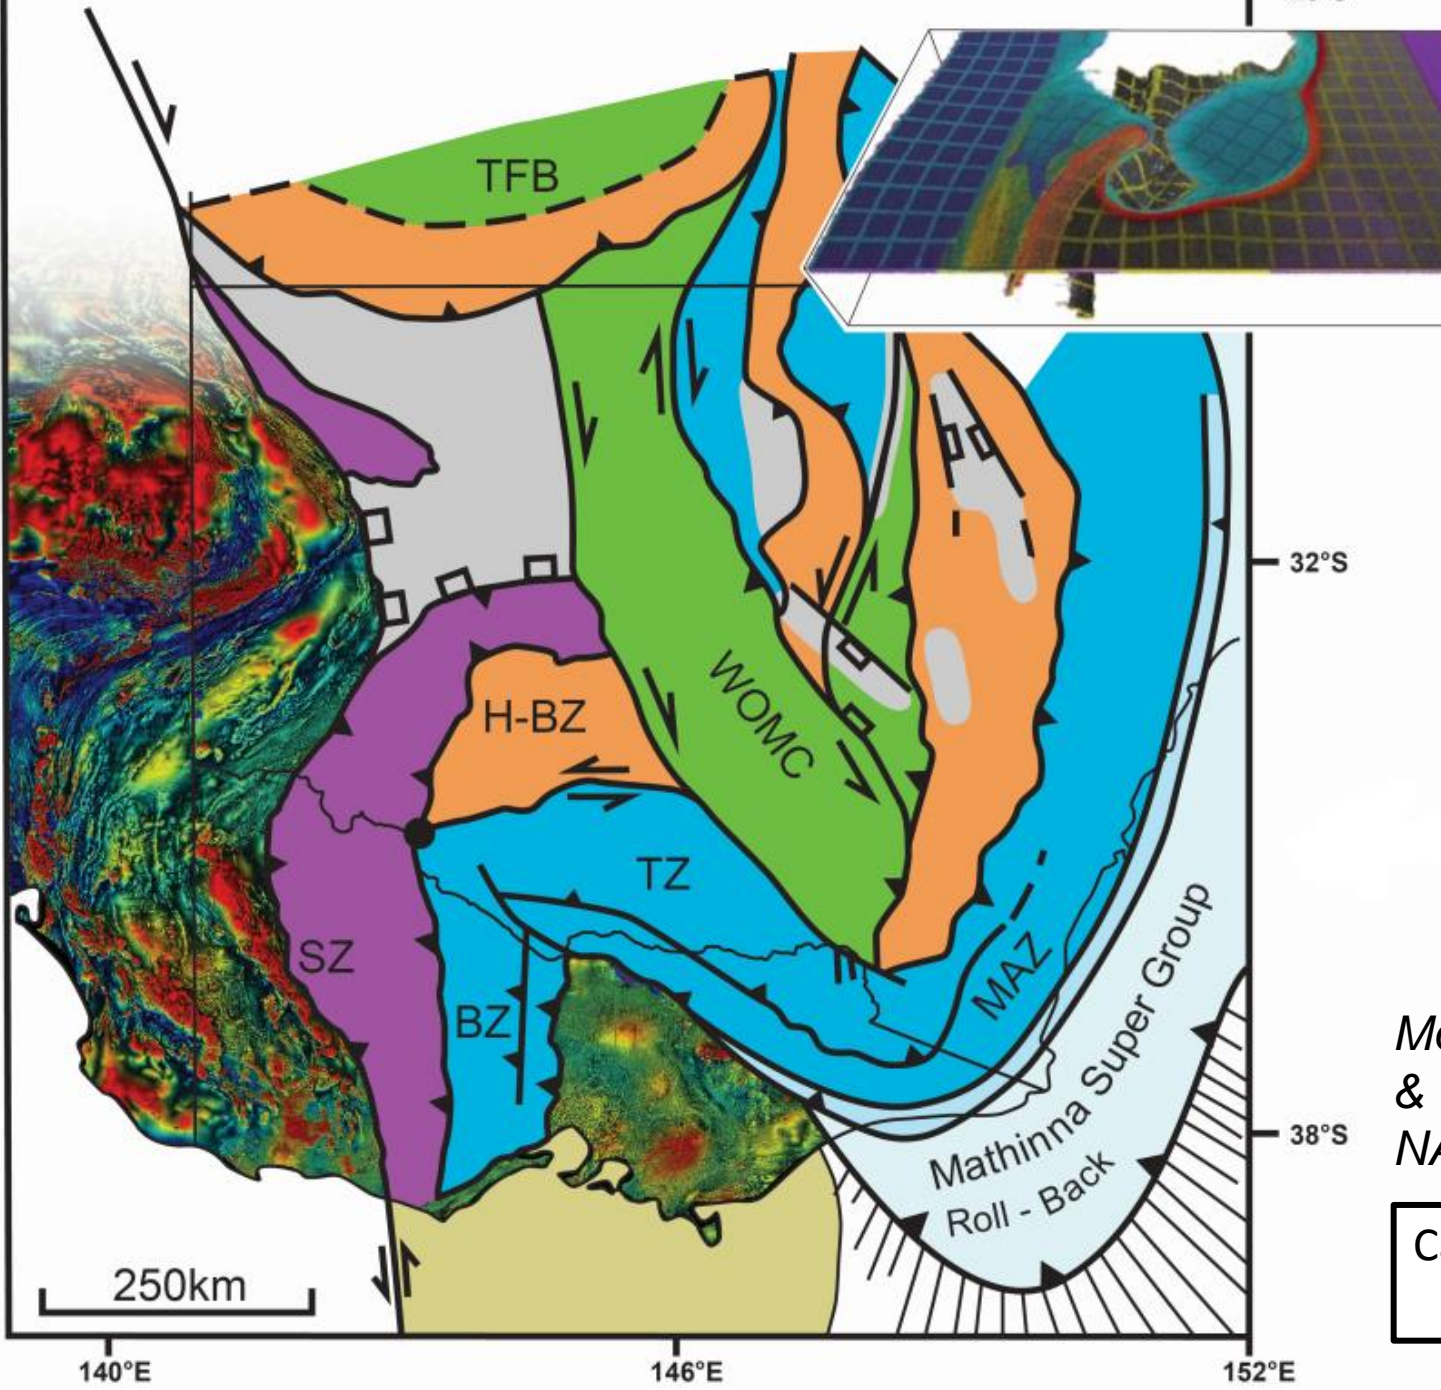 TFB
32°S
H-BZ
WOMC
TZ
SZ
MAZ
BZ
Mathinna Super Group
Roll - Back
&
38°S
250km
140°E
146°E
152°E